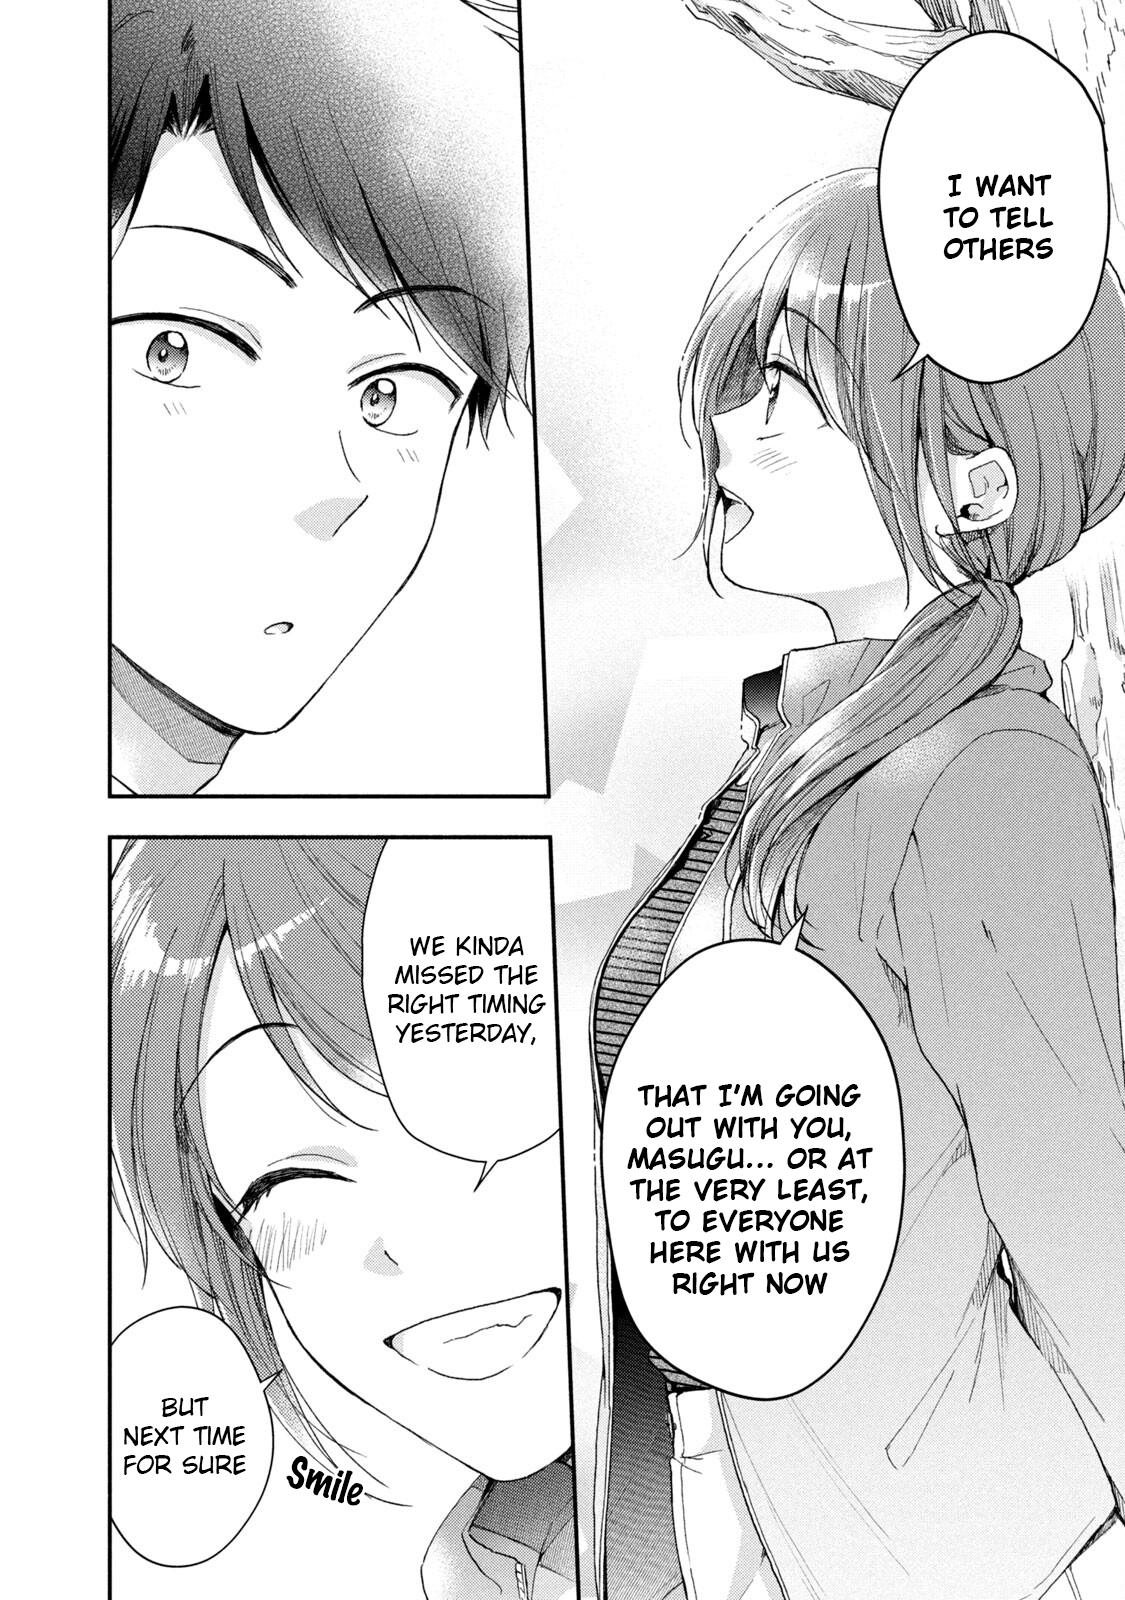 I WANT
TO TELL
OTHERS
THAT I'M GOING
OUT WITH YOU,
MASUGU... OR AT
THE VERY LEAST,
TO EVERYONE
HERE WITH US
RIGHT NOW
WE KINDA
MISSED THE
RIGHT TIMING
YESTERDAY,
BUT
NEXT TIME
FOR SURE
Smile